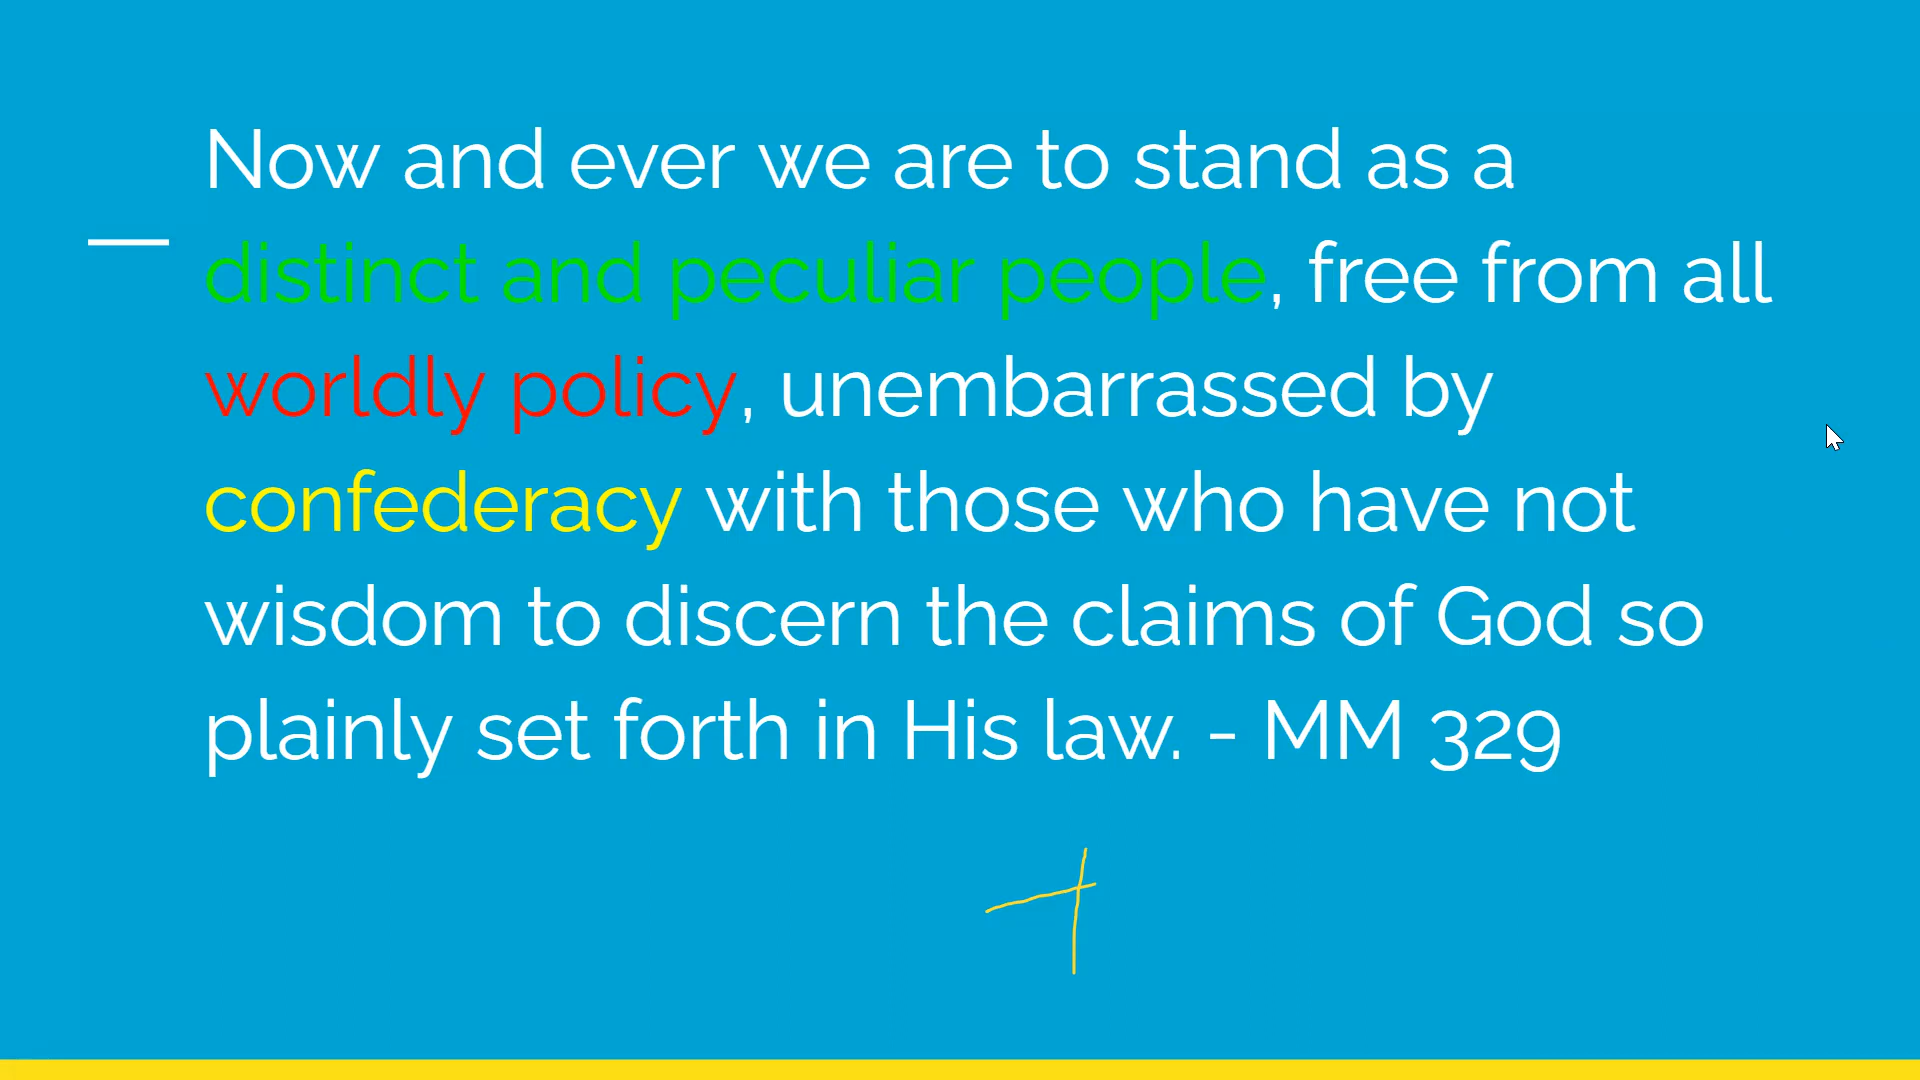 Now and ever we are to stand as a
distinct and peculiar people, free from all
worldly policy, unembarrassed by
confederacy with those who have not
wisdom to discern the claims of God so
plainly set forth in His law. - MM 329